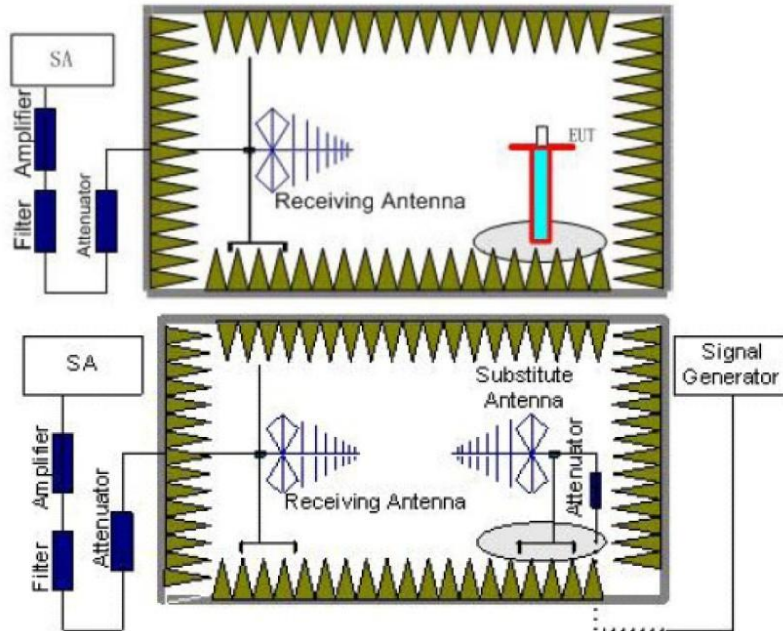 SA
Amplifier
Filter
Attenuator
Receiving Antenna
EUT
SA
Amplifier
Filter
Attenuator
Receiving Antenna
Substitute
Antenna
Attenuator
Signal
Generator